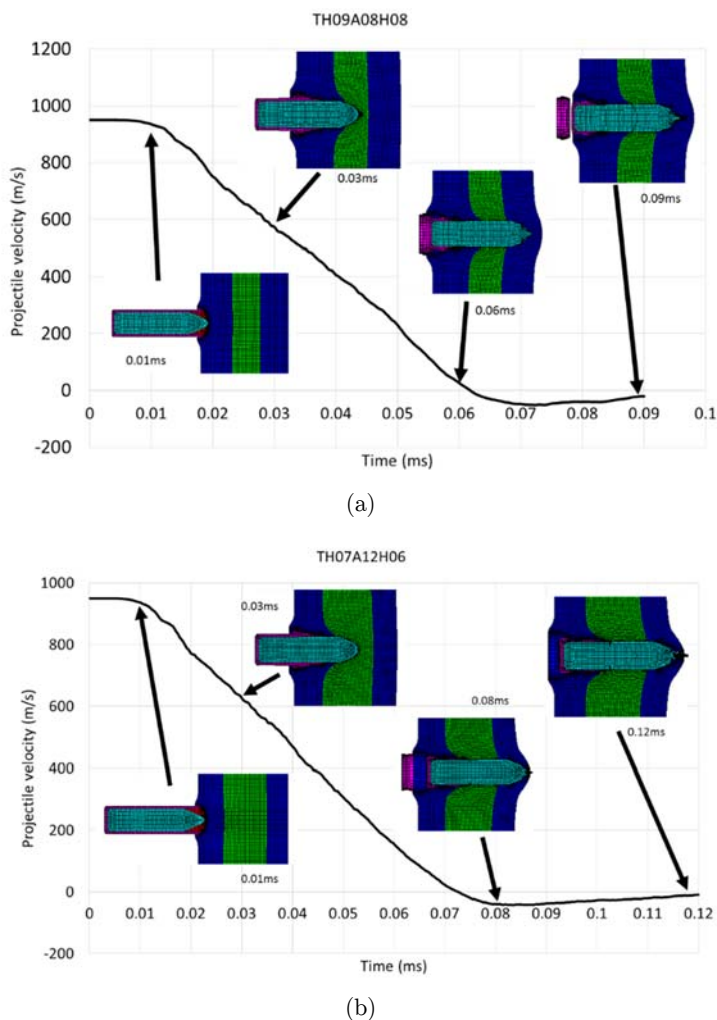 TH09A08H08
1200
1000
800
600
400
200
0
-200
Projectile velocity (m/s)
0.03ms
0.09ms
0.06ms
0.01ms
0 0.01 0.02 0.03 0.04 0.05 0.06 0.07 0.08 0.09 0.1
Time (ms)
(a)
TH07A12H06
1000
800
600
400
200
0
-200
Projectile velocity (m/s)
0.03ms
0.08ms
0.12ms
0.01ms
0 0.01 0.02 0.03 0.04 0.05 0.06 0.07 0.08 0.09 0.1 0.11 0.12
Time (ms)
(b)